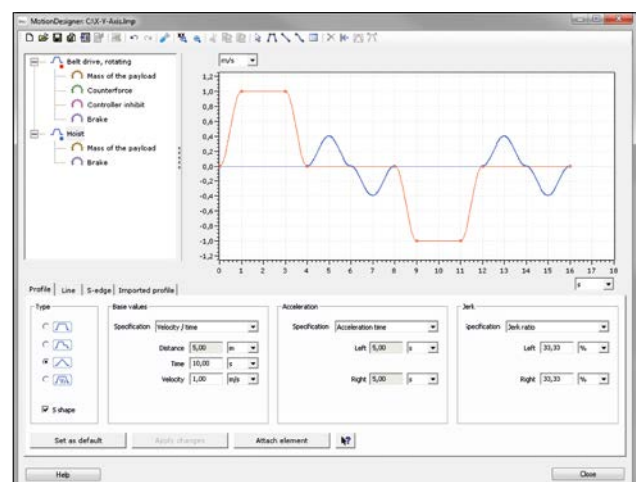 MotionDesigner: C:\X-Y-Axis.lmp
Belt drive, rotating
Mass of the payload
Counterforce
Controller inhibit
Brake
Hoist
Mass of the payload
Brake
m/s
1,2
1,0
0,8
0,6
0,4
0,2
0,0
-0,2
-0,4
-0,6
-0,8
-1,0
-1,2
0 1 2 3 4 5 6 7 8 9 10 11 12 13 14 15 16 17 18
s
Profile Line S-edge Imported profile
Type Base values Acceleration Jerk
Specification Velocity / time Specification Acceleration time Specification Jerk ratio
Distance 5,00 m Left 5,00 s Left 33,33 %
Time 10,00 s
Velocity 1,00 m/s Right 5,00 s Right 33,33 %
S shape
Set as default Apply changes Attach element
Help Close